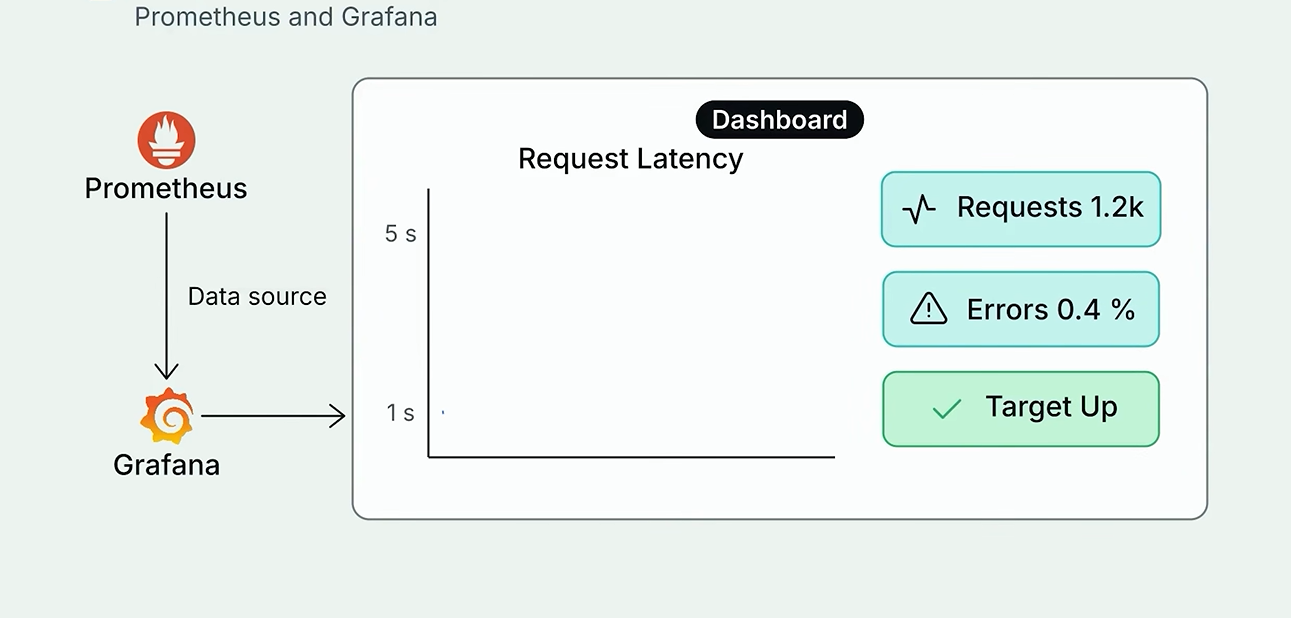 Prometheus and Grafana
Prometheus
Data source
Grafana
Dashboard
Request Latency
5 s
1 s
Requests 1.2k
Errors 0.4 %
Target Up